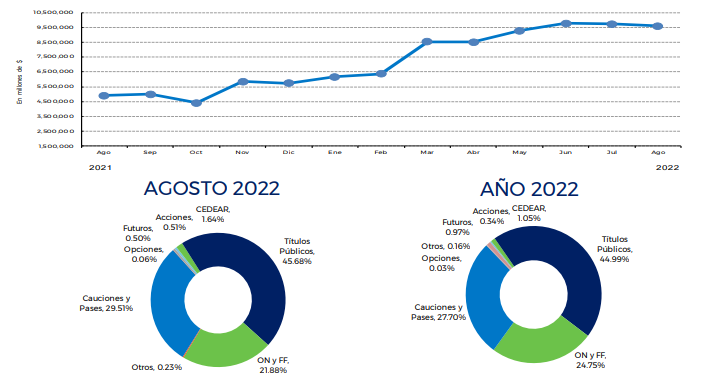 10,500,000
9,500,000
8,500,000
7,500,000
6,500,000
5,500,000
4,500,000
3,500,000
2,500,000
1,500,000
En millones de $
Ago Sep Oct Nov Dic Ene Feb Mar Abr May Jun Jul Ago
2021 2022
AGOSTO 2022
CEDEAR,
1.64%
Acciones,
0.51%
Futuros,
0.50%
Opciones,
0.06%
Títulos
Públicos,
45.68%
Cauciones y
Pases, 29.51%
Otros, 0.23%
ON y FF,
21.88%
AÑO 2022
CEDEAR,
1.05%
Acciones,
0.34%
Futuros,
0.97%
Otros, 0.16%
Opciones,
0.03%
Títulos
Públicos,
44.99%
Cauciones y
Pases, 27.70%
ON y FF,
24.75%